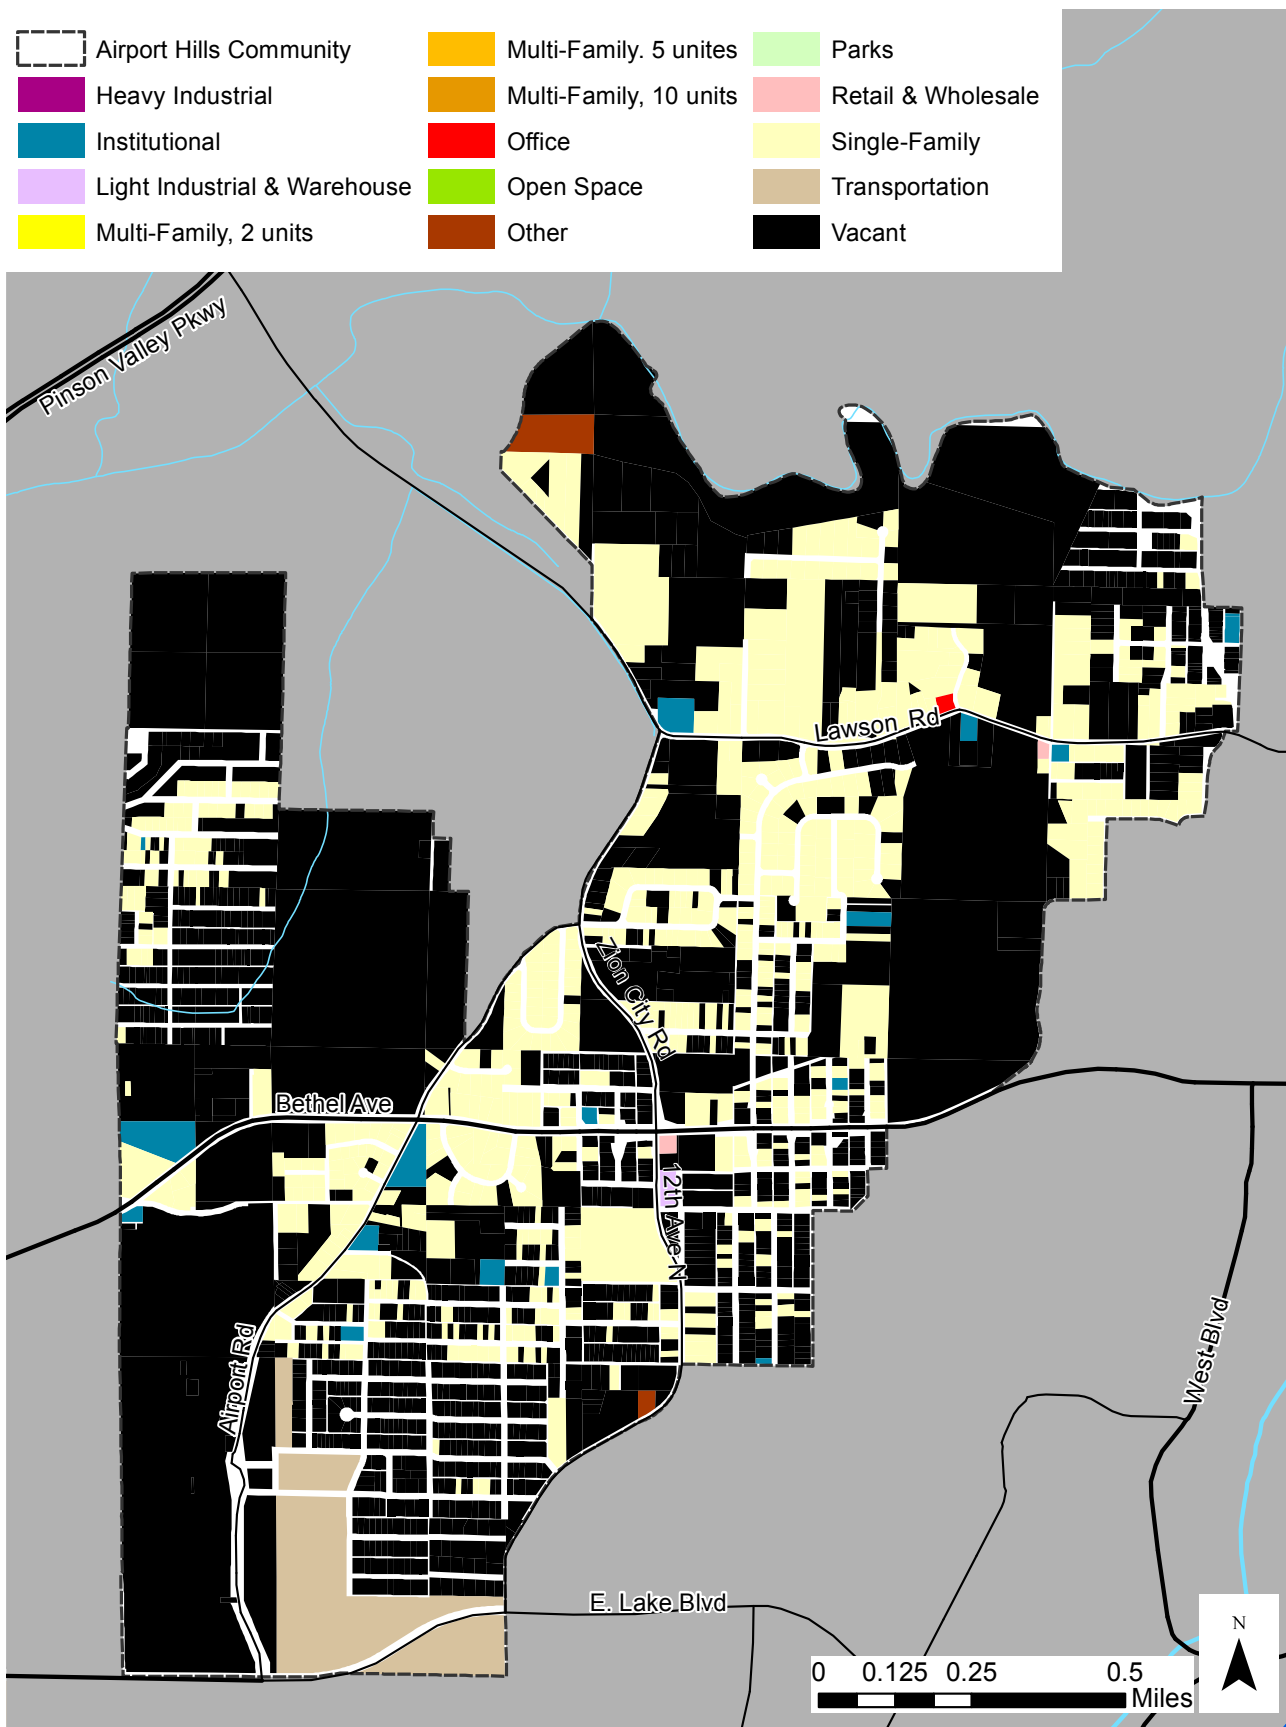 Airport Hills Community
Heavy Industrial
Institutional
Light Industrial & Warehouse
Multi-Family, 2 units
Multi-Family. 5 unites
Multi-Family, 10 units
Office
Open Space
Other
Parks
Retail & Wholesale
Single-Family
Transportation
Vacant
Pinson Valley Pkwy
Lawson Rd
Zion City Rd
Bethel Ave
12th Ave N
Airport Rd
West Blvd
E. Lake Blvd
N
0 0.125 0.25 0.5
Miles